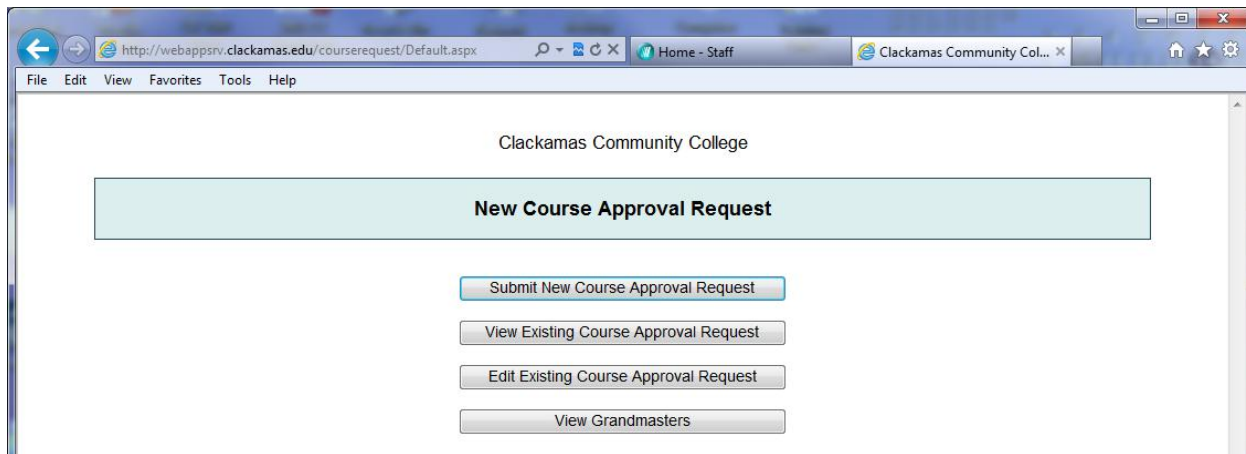 http://webappsrv.clackamas.edu/courserequest/Default.aspx
Home - Staff
Clackamas Community Col...
File Edit View Favorites Tools Help
Clackamas Community College
New Course Approval Request
Submit New Course Approval Request
View Existing Course Approval Request
Edit Existing Course Approval Request
View Grandmasters